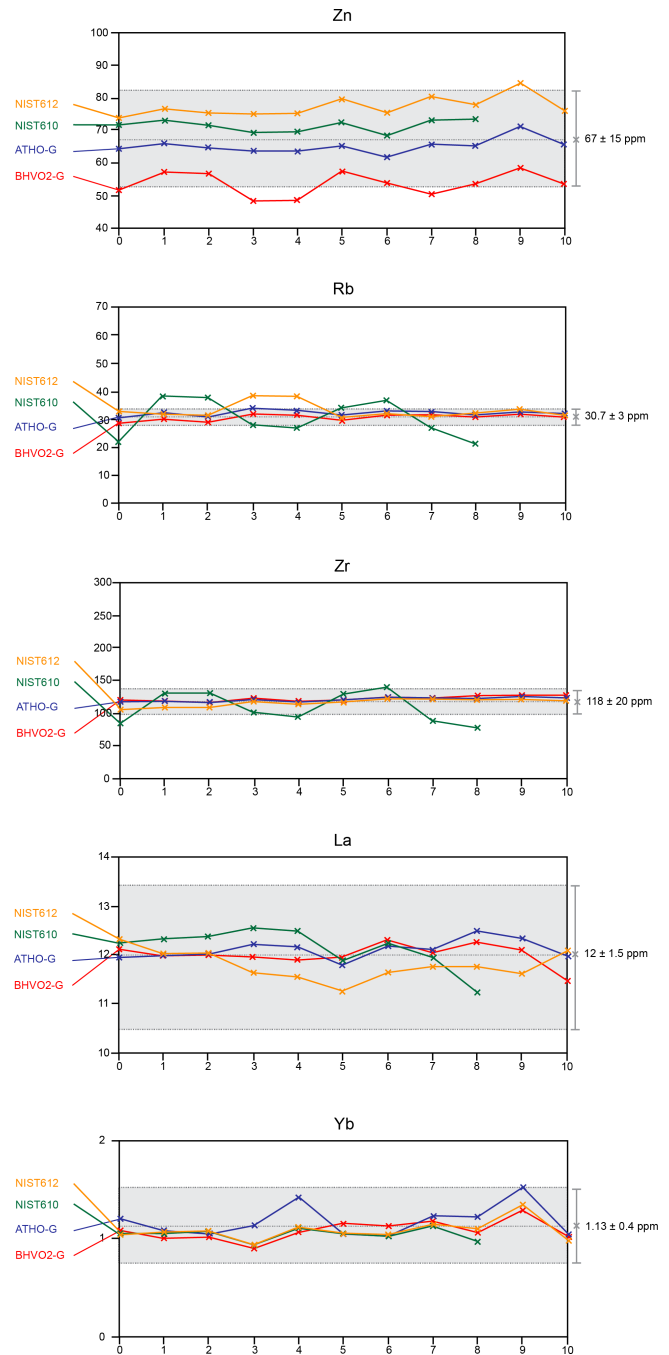 Zn
100
90
80
70
60
50
40
NIST612
NIST610
ATHO-G
BHVO2-G
67 ± 15 ppm
0 1 2 3 4 5 6 7 8 9 10
Rb
70
60
50
40
30
20
10
0
NIST612
NIST610
ATHO-G
BHVO2-G
30.7 ± 3 ppm
0 1 2 3 4 5 6 7 8 9 10
Zr
300
250
200
150
100
50
0
NIST612
NIST610
ATHO-G
BHVO2-G
118 ± 20 ppm
0 1 2 3 4 5 6 7 8 9 10
La
14
13
12
11
10
NIST612
NIST610
ATHO-G
BHVO2-G
12 ± 1.5 ppm
0 1 2 3 4 5 6 7 8 9 10
Yb
2
1
0
NIST612
NIST610
ATHO-G
BHVO2-G
1.13 ± 0.4 ppm
0 1 2 3 4 5 6 7 8 9 10